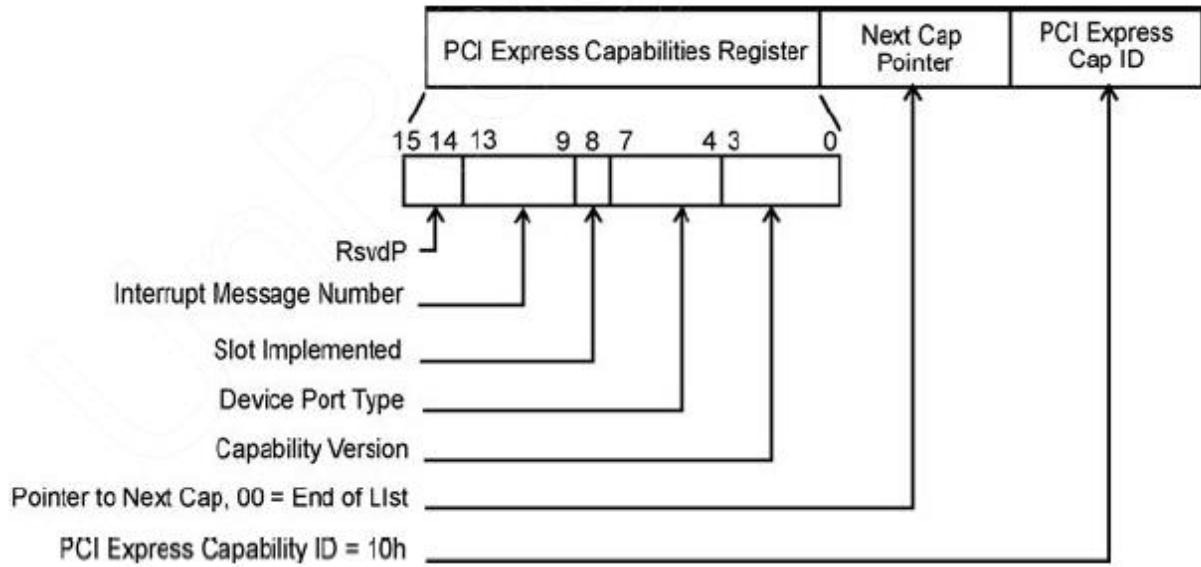 PCI Express Capabilities Register
Next Cap
Pointer
PCI Express
Cap ID
15 14 13 9 8 7 4 3 0
RsvdP
Interrupt Message Number
Slot Implemented
Device Port Type
Capability Version
Pointer to Next Cap, 00 = End of LIst
PCI Express Capability ID = 10h